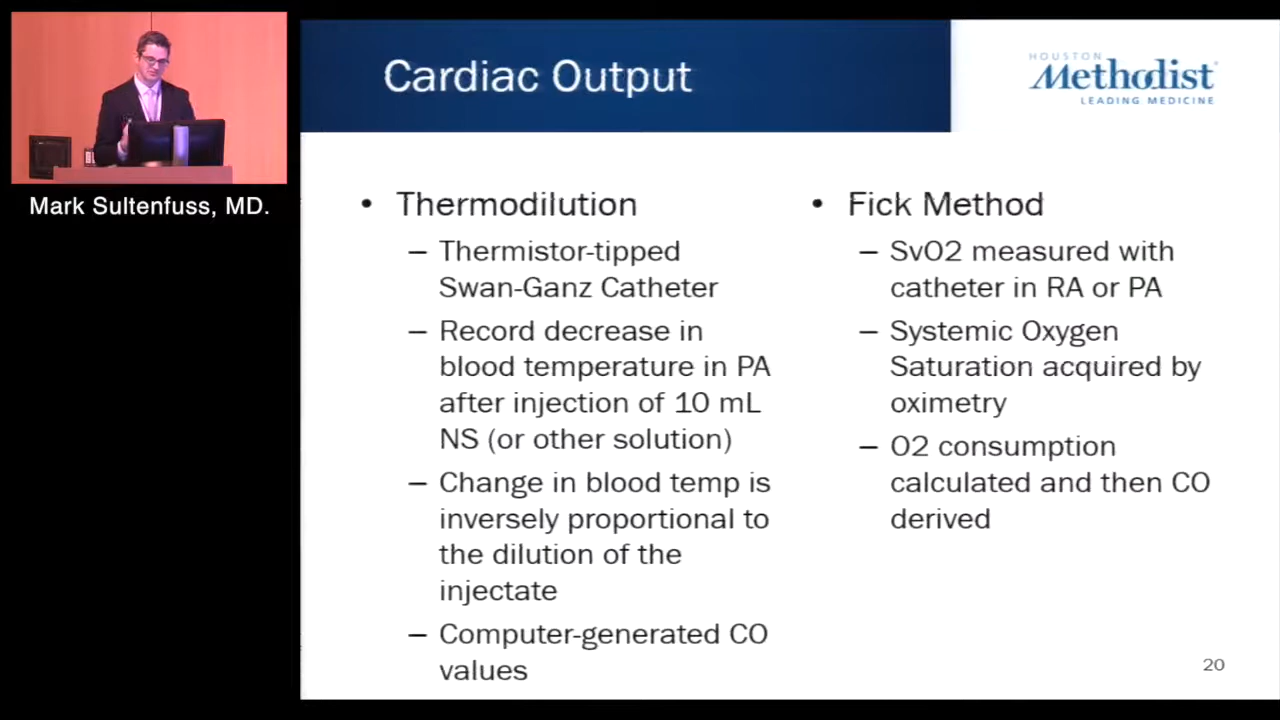 Cardiac Output
HOUSTON
Methodist
LEADING MEDICINE
Mark Sultenfuss, MD.
• Thermodilution
– Thermistor-tipped
Swan-Ganz Catheter
– Record decrease in
blood temperature in PA
after injection of 10 mL
NS (or other solution)
– Change in blood temp is
inversely proportional to
the dilution of the
injectate
– Computer-generated CO
values
• Fick Method
– SvO2 measured with
catheter in RA or PA
– Systemic Oxygen
Saturation acquired by
oximetry
– O2 consumption
calculated and then CO
derived
20